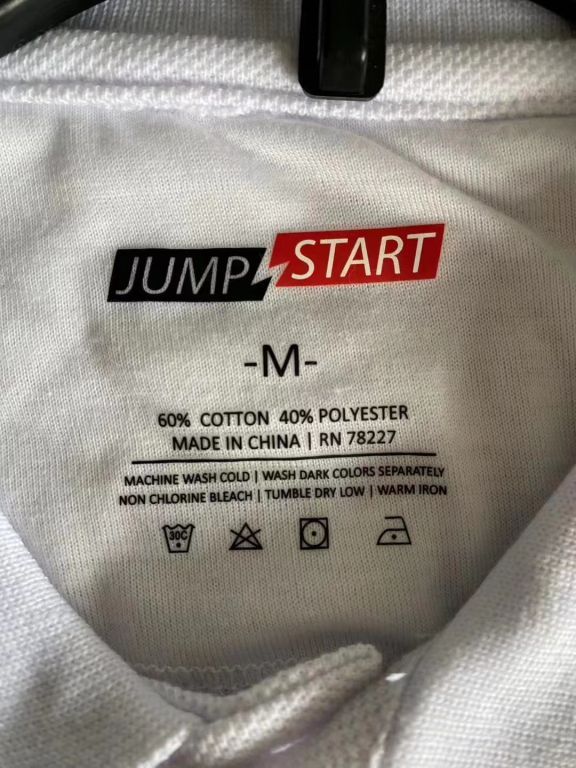 JUMP START
-M-
60% COTTON 40% POLYESTER
MADE IN CHINA | RN 78227
MACHINE WASH COLD | WASH DARK COLORS SEPARATELY
NON CHLORINE BLEACH | TUMBLE DRY LOW | WARM IRON
30C